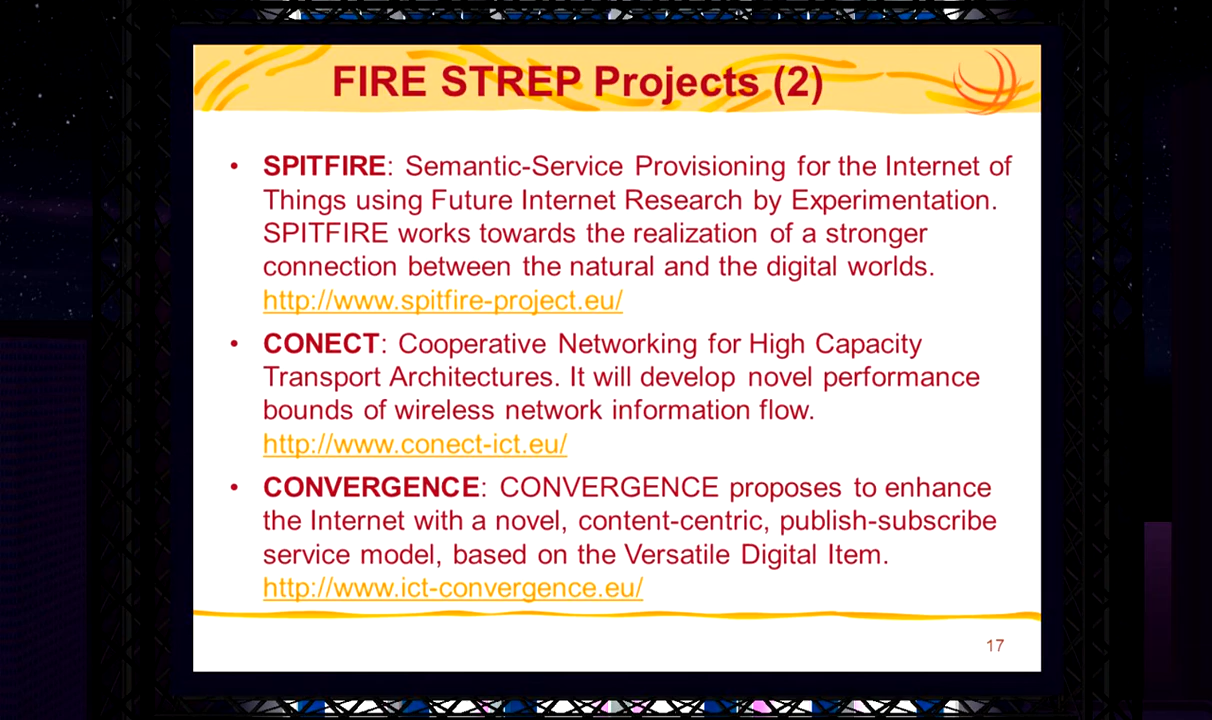 FIRE STREP Projects (2)
• SPITFIRE: Semantic-Service Provisioning for the Internet of
Things using Future Internet Research by Experimentation.
SPITFIRE works towards the realization of a stronger
connection between the natural and the digital worlds.
http://www.spitfire-project.eu/
• CONECT: Cooperative Networking for High Capacity
Transport Architectures. It will develop novel performance
bounds of wireless network information flow.
http://www.conect-ict.eu/
• CONVERGENCE: CONVERGENCE proposes to enhance
the Internet with a novel, content-centric, publish-subscribe
service model, based on the Versatile Digital Item.
http://www.ict-convergence.eu/
17